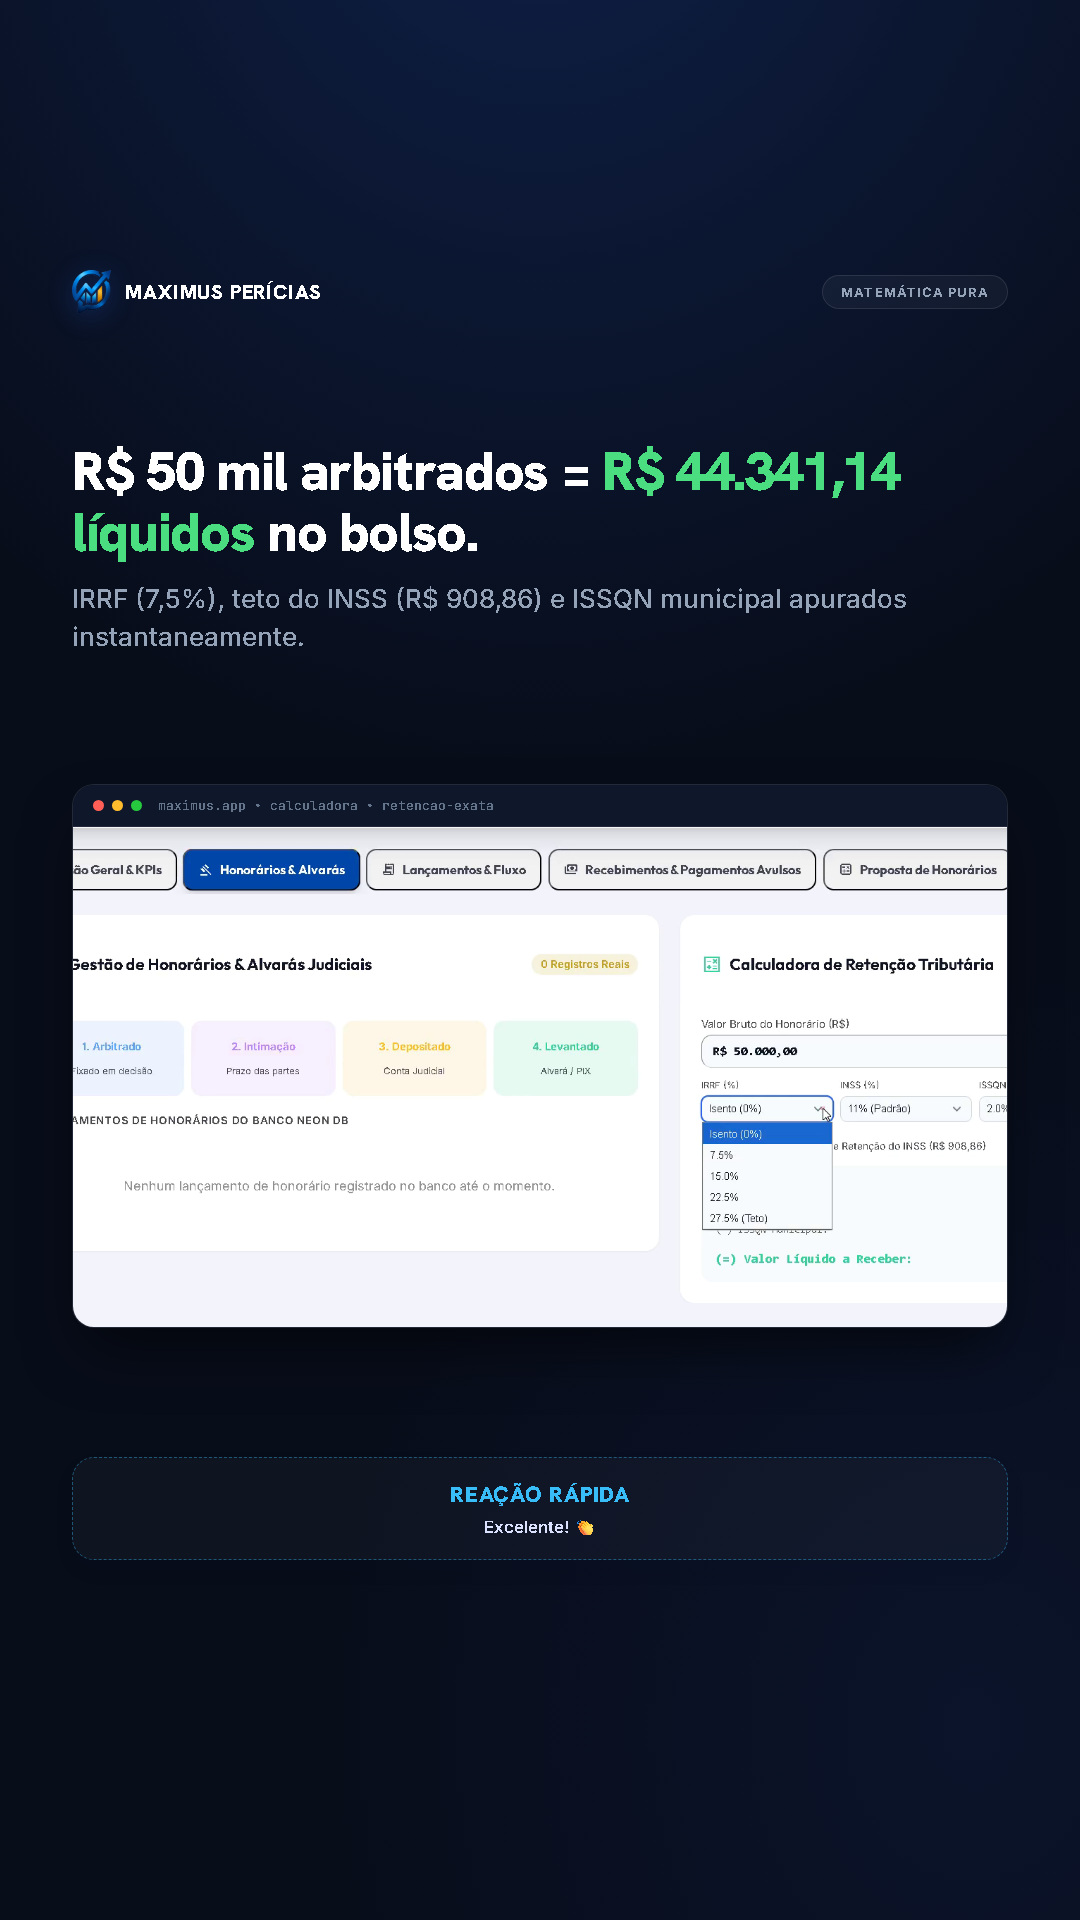 MAXIMUS PERÍCIAS
MATEMÁTICA PURA
R$ 50 mil arbitrados = R$ 44.341,14
líquidos no bolso.
IRRF (7,5%), teto do INSS (R$ 908,86) e ISSQN municipal apurados
instantaneamente.
maximus.app • calculadora • retencao-exata
ão Geral & KPIs
Honorários & Alvarás
Lançamentos & Fluxo
Recebimentos & Pagamentos Avulsos
Proposta de Honorários
Gestão de Honorários & Alvarás Judiciais
0 Registros Reais
1. Arbitrado
Fixado em decisão
2. Intimação
Prazo das partes
3. Depositado
Conta Judicial
4. Levantado
Alvará / PIX
AMENTOS DE HONORÁRIOS DO BANCO NEON DB
Nenhum lançamento de honorário registrado no banco até o momento.
Calculadora de Retenção Tributária
Valor Bruto do Honorário (R$)
R$ 50.000,00
IRRF (%)
INSS (%)
ISSQN
Isento (0%)
11% (Padrão)
2.0%
Isento (0%)
7.5%
15.0%
22.5%
27.5% (Teto)
e Retenção do INSS (R$ 908,86)
(=) Valor Líquido a Receber:
REAÇÃO RÁPIDA
Excelente! 👏